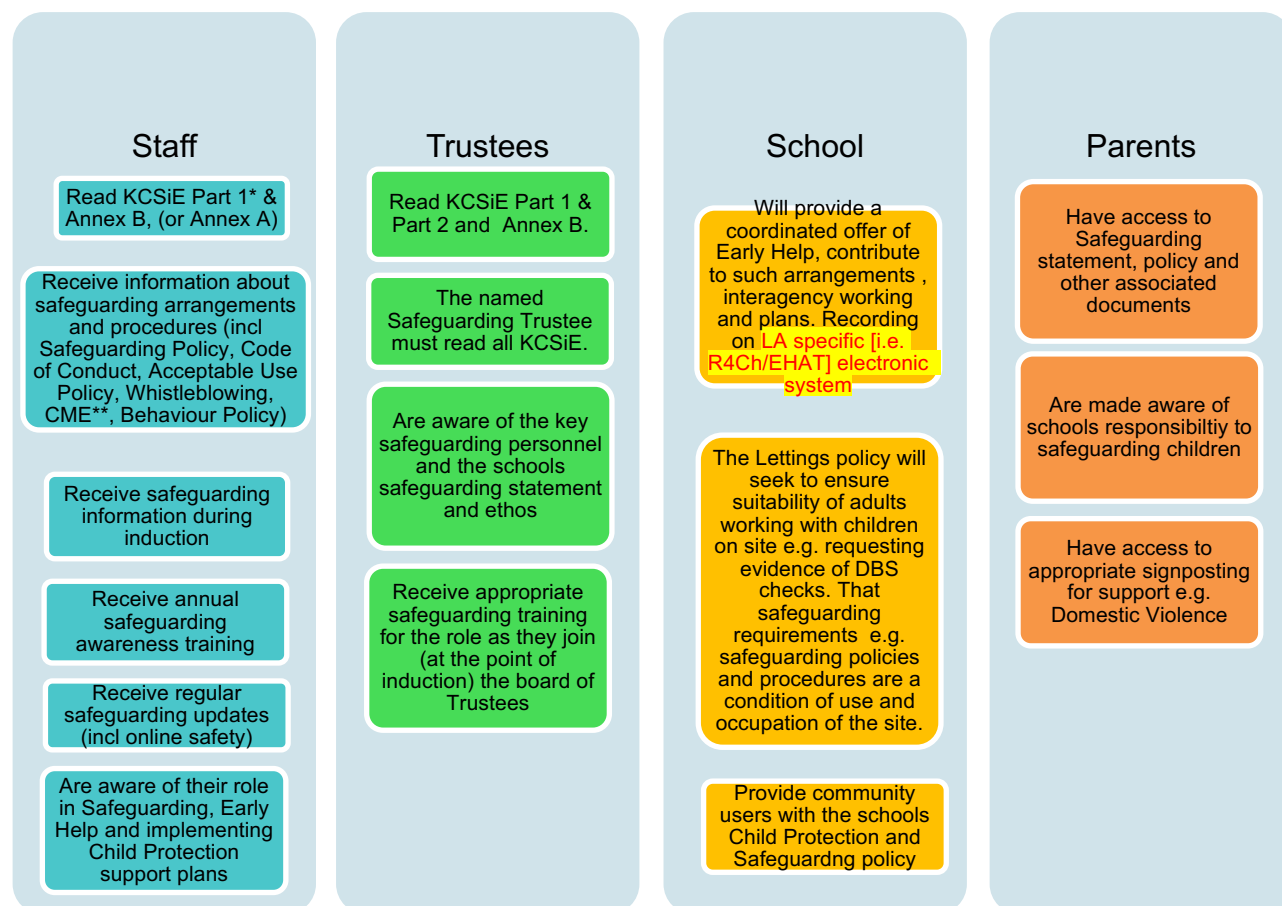 Staff
Read KCSiE Part 1* &
Annex B, (or Annex A)
Receive information about
safeguarding arrangements
and procedures (incl
Safeguarding Policy, Code
of Conduct, Acceptable Use
Policy, Whistleblowing,
CME**, Behaviour Policy)
Receive safeguarding
information during
induction
Receive annual
safeguarding
awareness training
Receive regular
safeguarding updates
(incl online safety)
Are aware of their role
in Safeguarding, Early
Help and implementing
Child Protection
support plans
Trustees
Read KCSiE Part 1 &
Part 2 and Annex B.
The named
Safeguarding Trustee
must read all KCSiE.
Are aware of the key
safeguarding personnel
and the schools
safeguarding statement
and ethos
Receive appropriate
safeguarding training
for the role as they join
(at the point of
induction) the board of
Trustees
School
Will provide a
coordinated offer of
Early Help, contribute
to such arrangements ,
interagency working
and plans. Recording
on LA specific [i.e.
R4Ch/EHAT] electronic
system
The Lettings policy will
seek to ensure
suitability of adults
working with children
on site e.g. requesting
evidence of DBS
checks. That
safeguarding
requirements e.g.
safeguarding policies
and procedures are a
condition of use and
occupation of the site.
Provide community
users with the schools
Child Protection and
Safeguardng policy
Parents
Have access to
Safeguarding
statement, policy and
other associated
documents
Are made aware of
schools responsibiltiy to
safeguarding children
Have access to
appropriate signposting
for support e.g.
Domestic Violence